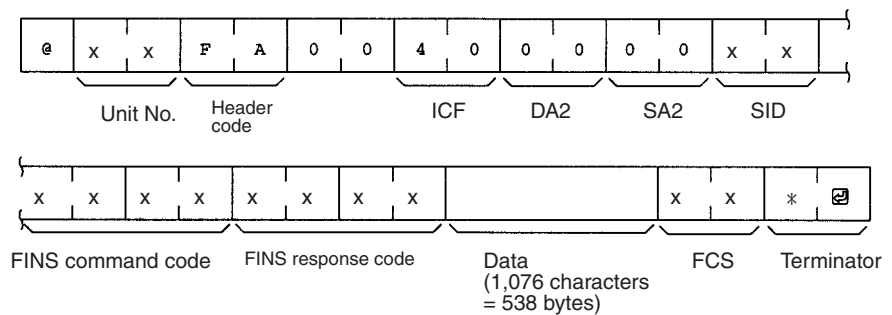 @ x x F A 0 0 4 0 0 0 0 0 x x
Unit No. Header code ICF DA2 SA2 SID
x x x x x x x x x x * ↵
FINS command code FINS response code Data (1,076 characters = 538 bytes) FCS Terminator